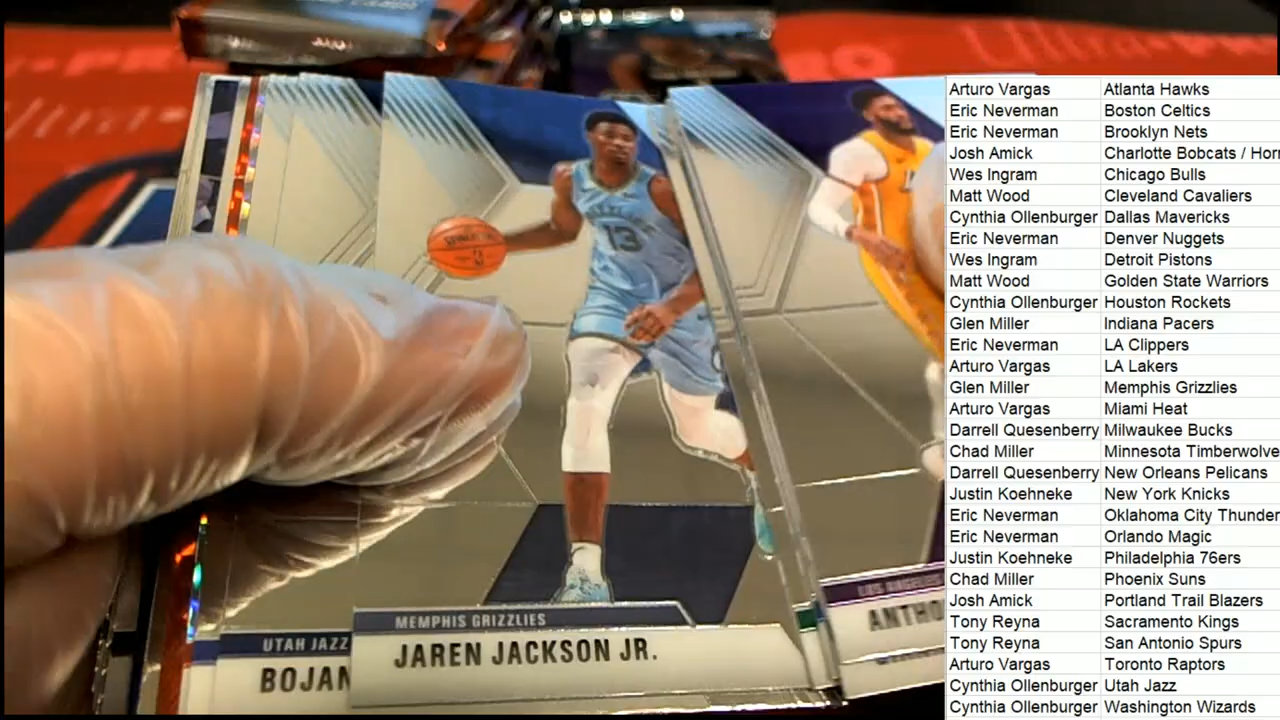 MEMPHIS GRIZZLIES
JAREN JACKSON JR.
UTAH JAZZ
BOJAN
LOS ANGELES
ANTHO
13
SPALDING
Arturo Vargas Atlanta Hawks
Eric Neverman Boston Celtics
Eric Neverman Brooklyn Nets
Josh Amick Charlotte Bobcats / Horn
Wes Ingram Chicago Bulls
Matt Wood Cleveland Cavaliers
Cynthia Ollenburger Dallas Mavericks
Eric Neverman Denver Nuggets
Wes Ingram Detroit Pistons
Matt Wood Golden State Warriors
Cynthia Ollenburger Houston Rockets
Glen Miller Indiana Pacers
Eric Neverman LA Clippers
Arturo Vargas LA Lakers
Glen Miller Memphis Grizzlies
Arturo Vargas Miami Heat
Darrell Quesenberry Milwaukee Bucks
Chad Miller Minnesota Timberwolve
Darrell Quesenberry New Orleans Pelicans
Justin Koehneke New York Knicks
Eric Neverman Oklahoma City Thunder
Eric Neverman Orlando Magic
Justin Koehneke Philadelphia 76ers
Chad Miller Phoenix Suns
Josh Amick Portland Trail Blazers
Tony Reyna Sacramento Kings
Tony Reyna San Antonio Spurs
Arturo Vargas Toronto Raptors
Cynthia Ollenburger Utah Jazz
Cynthia Ollenburger Washington Wizards